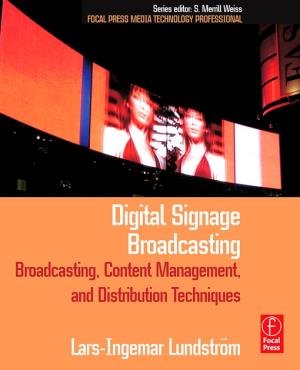 Series editor: S. Merrill Weiss
FOCAL PRESS MEDIA TECHNOLOGY PROFESSIONAL
Digital Signage
Broadcasting
Broadcasting, Content Management,
and Distribution Techniques
Lars-Ingemar Lundström
Focal
Press